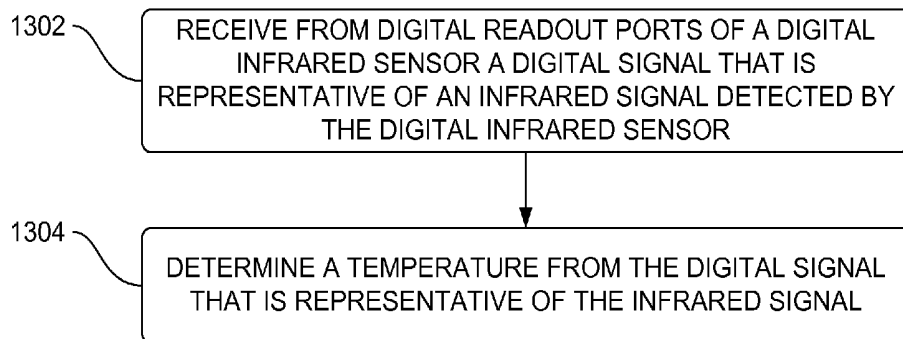 1302
RECEIVE FROM DIGITAL READOUT PORTS OF A DIGITAL
INFRARED SENSOR A DIGITAL SIGNAL THAT IS
REPRESENTATIVE OF AN INFRARED SIGNAL DETECTED BY
THE DIGITAL INFRARED SENSOR
1304
DETERMINE A TEMPERATURE FROM THE DIGITAL SIGNAL
THAT IS REPRESENTATIVE OF THE INFRARED SIGNAL